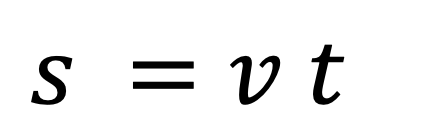 s = v t